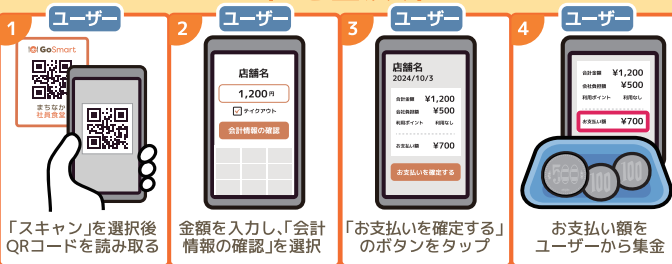 1
ユーザー
GoSmart
まちなか
社員食堂
「スキャン」を選択後
QRコードを読み取る
2
ユーザー
店舗名
1,200円
テイクアウト
会計情報の確認
金額を入力し、「会計
情報の確認」を選択
3
ユーザー
店舗名
2024/10/3
合計金額 ¥1,200
会社負担額 ¥500
利用ポイント 利用なし
お支払い額 ¥700
お支払いを確定する
「お支払いを確定する」
のボタンをタップ
4
ユーザー
合計金額 ¥1,200
会社負担額 ¥500
利用ポイント 利用なし
お支払い額 ¥700
500
100
100
お支払い額を
ユーザーから集金